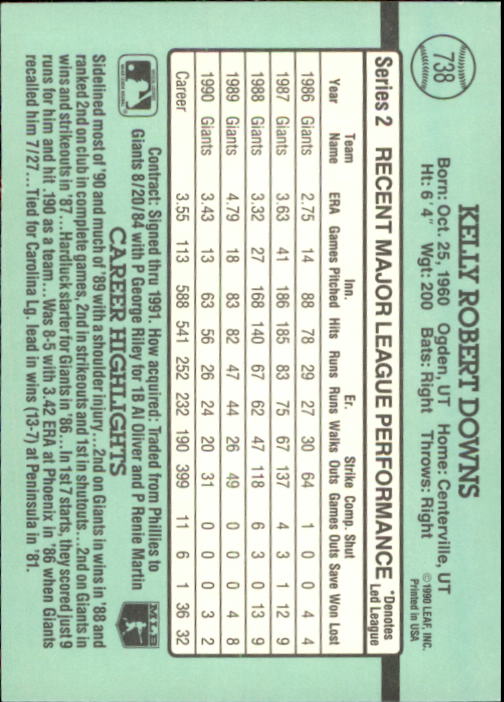 738
KELLY ROBERT DOWNS
Born: Oct. 25, 1960 Ogden, UT Home: Centerville, UT
Ht: 6' 4" Wgt: 200 Bats: Right Throws: Right
©1990 LEAF, INC.
Printed in USA
Series 2 RECENT MAJOR LEAGUE PERFORMANCE *Denotes Led League
Team Inn. Er. Strike Comp. Shut
Year Name ERA Games Pitched Hits Runs Runs Walks Outs Games Outs Save Won Lost
1986 Giants 2.75 14 88 78 29 27 30 64 1 0 0 4 4
1987 Giants 3.63 41 186 185 83 75 67 137 4 3 1 12 9
1988 Giants 3.32 27 168 140 67 62 47 118 6 3 0 13 9
1989 Giants 4.79 18 83 82 47 44 26 49 0 0 0 4 8
1990 Giants 3.43 13 63 56 26 24 20 31 0 0 0 3 2
Career 3.55 113 588 541 252 232 190 399 11 6 1 36 32
Contract: Signed thru 1991. How acquired: Traded from Phillies to
Giants 8/20/84 with P George Riley for 1B Al Oliver and P Renie Martin
MLB
CAREER HIGHLIGHTS
Sidelined most of '90 and much of '89 with a shoulder injury...2nd on Giants in wins in '88 and
ranked 2nd on club in complete games, 2nd in strikeouts and 1st in shutouts...2nd on Giants in
wins and strikeouts in '87...Hardluck starter for Giants in '86...In 1st 7 starts, they scored just 9
runs for him and hit .190 as a team...Was 8-5 with 3.42 ERA at Phoenix in '86 when Giants
recalled him 7/27...Tied for Carolina Lg. lead in wins (13-7) at Peninsula in '81.